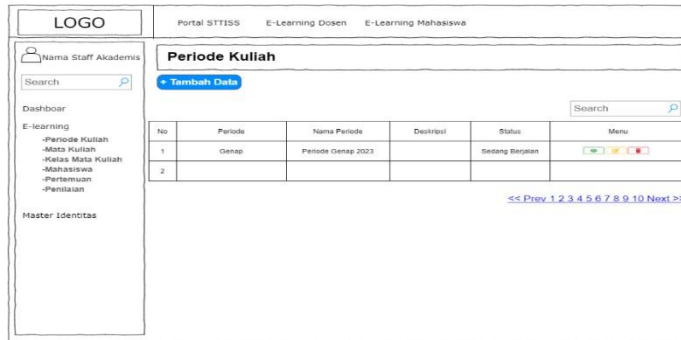 LOGO
Portal STTISS E-Learning Dosen E-Learning Mahasiswa
Nama Staff Akademis
Search
Dashboar
E-learning
-Periode Kuliah
-Mata Kuliah
-Kelas Mata Kuliah
-Mahasiswa
-Pertemuan
-Penilaian
Master Identitas
Periode Kuliah
+ Tambah Data
Search
No Periode Nama Periode Deskripsi Status Menu
1 Genap Periode Genap 2023 Sedang Berjalan
2
<< Prev 1 2 3 4 5 6 7 8 9 10 Next >>